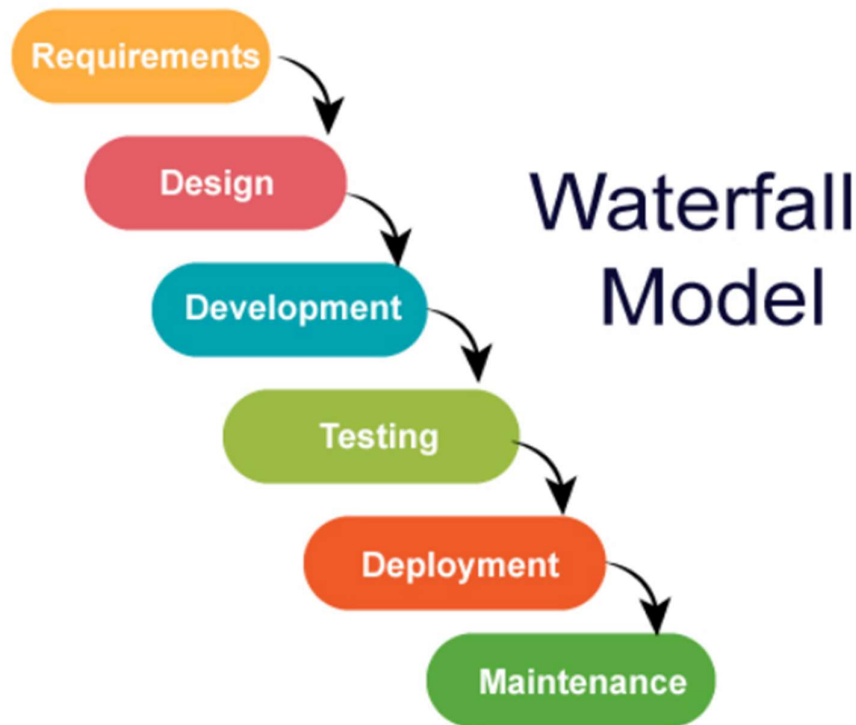 Requirements
Design
Waterfall
Model
Development
Testing
Deployment
Maintenance